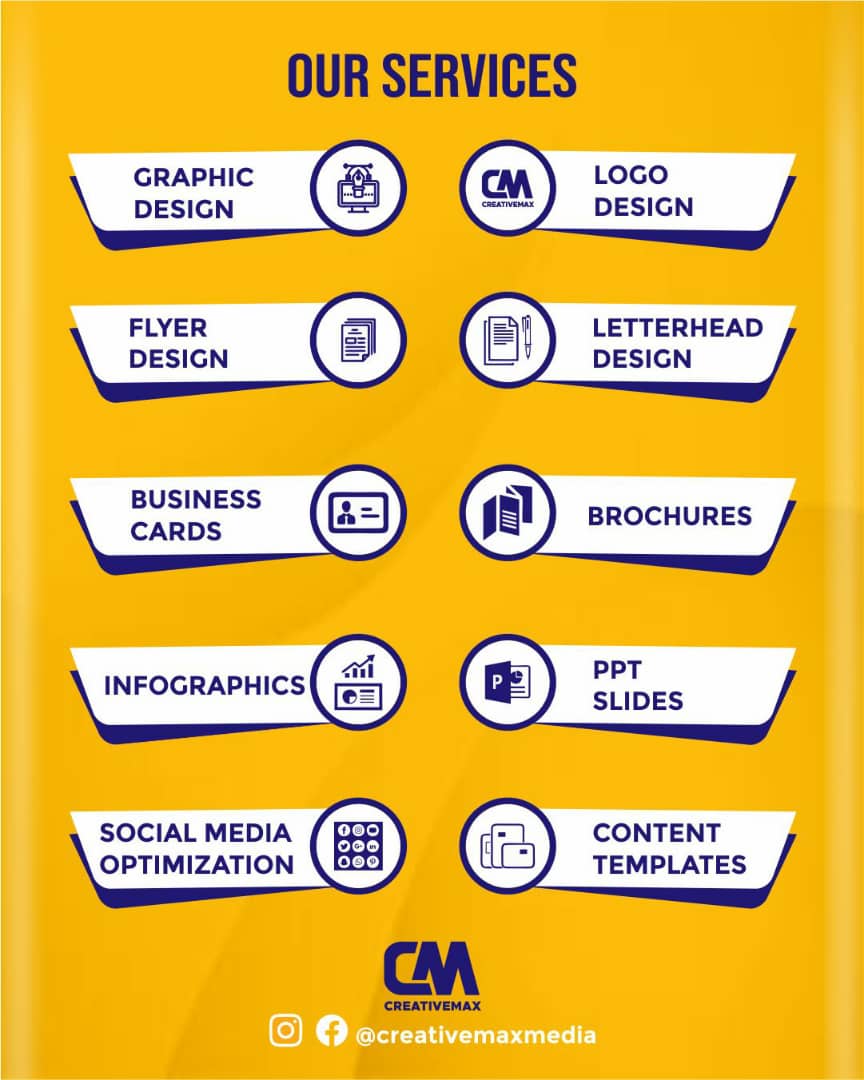 OUR SERVICES
GRAPHIC
DESIGN
CM
CREATIVEMAX
LOGO
DESIGN
FLYER
DESIGN
LETTERHEAD
DESIGN
BUSINESS
CARDS
BROCHURES
INFOGRAPHICS
P
PPT
SLIDES
SOCIAL MEDIA
OPTIMIZATION
CONTENT
TEMPLATES
CM
CREATIVEMAX
@creativemaxmedia